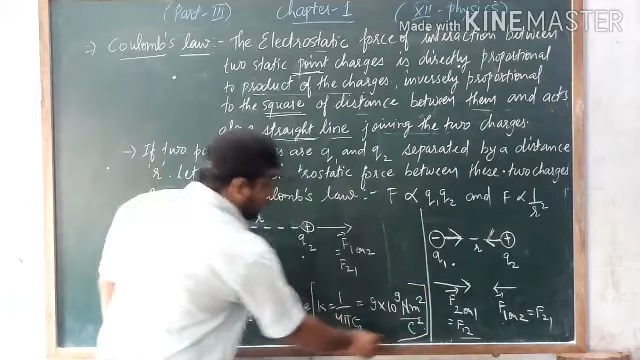 (Part-III) Chapter-1 (XII-physics)
Made with KINEMASTER
⇒) Coulomb's law:- The Electrostatic force of interaction between
two static point charges is directly proportional
to product of the charges, inversely proportional
to the square of distance between them and acts
straight line joining the two charges.
→) If two are q1 and q2 separated by a distance
'r'. Let force between these two charges
law:- F ∝ q1q2 and F ∝ 1/r²
r
q2 F1on2
= F21
[K = 1/4πε0 = 9×10⁹ Nm²/C²]
⊖ r ⊕
q1. q2
F2on1 F1on2 = F21
= F12